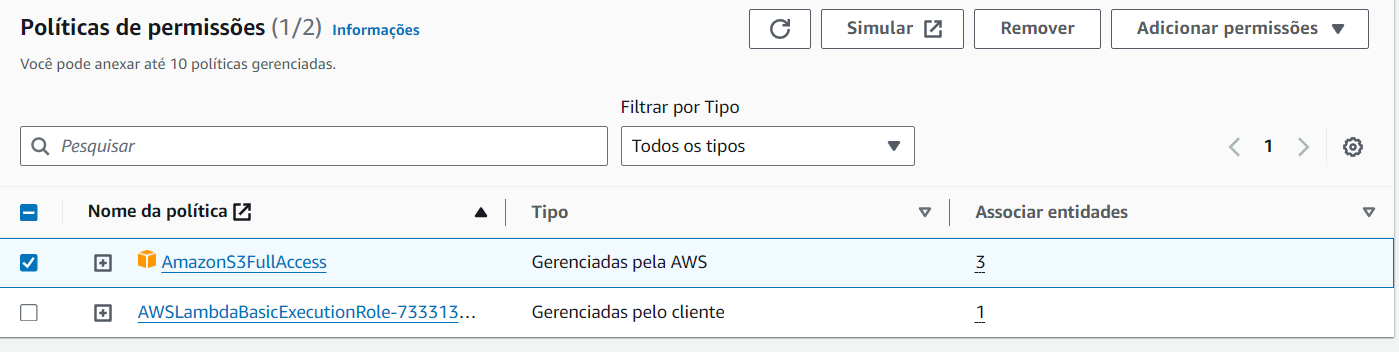 Políticas de permissões (1/2) Informações
Simular
Remover
Adicionar permissões
Você pode anexar até 10 políticas gerenciadas.
Filtrar por Tipo
Pesquisar
Todos os tipos
1
Nome da política
Tipo
Associar entidades
AmazonS3FullAccess
Gerenciadas pela AWS
3
AWSLambdaBasicExecutionRole-733313...
Gerenciadas pelo cliente
1